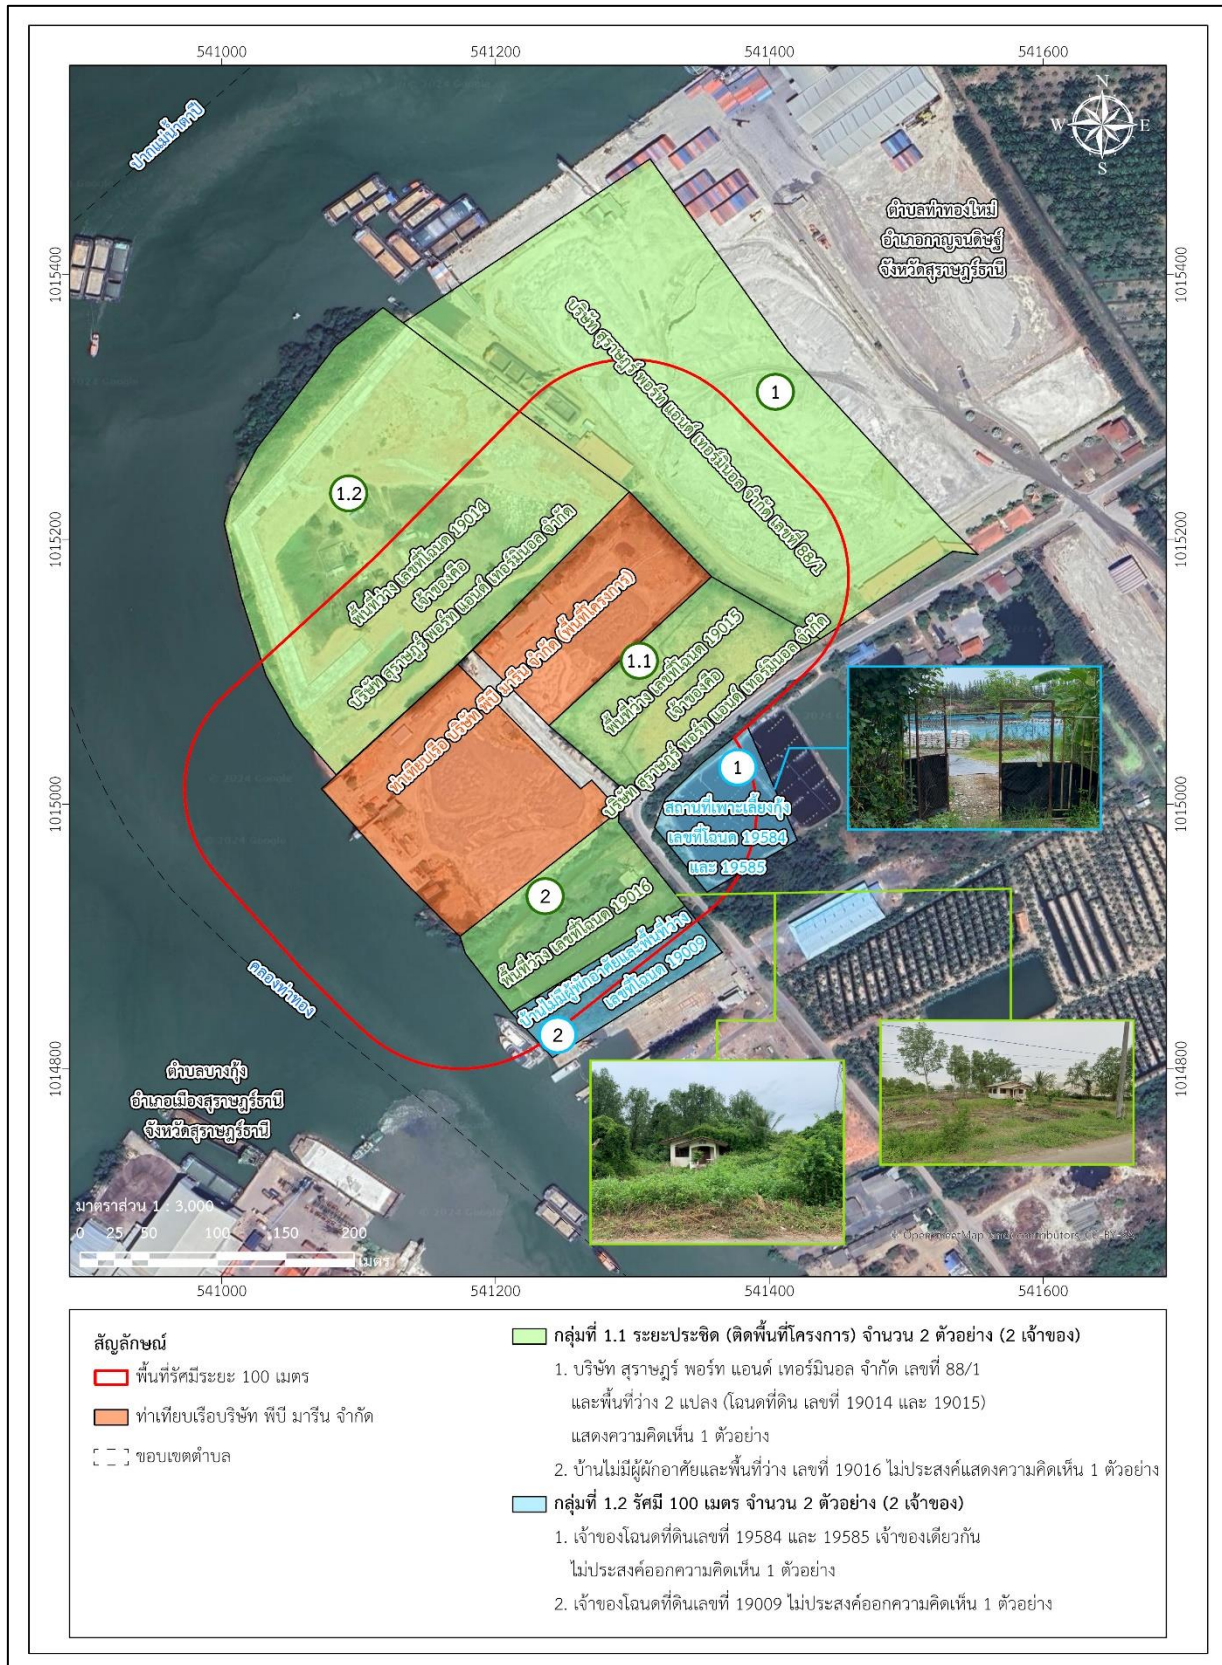 541000
541200
541400
541600
N
W
E
S
ปากแม่น้ำตาปี
ตำบลท่าทองใหม่
อำเภอกาญจนดิษฐ์
จังหวัดสุราษฎร์ธานี
1015400
1015400
บริษัท สุราษฎร์ พอร์ท แอนด์ เทอร์มินอล จำกัด เลขที่ 88/1
1
1.2
พื้นที่ว่าง เลขที่โฉนด 19014
เจ้าของคือ
บริษัท สุราษฎร์ พอร์ท แอนด์ เทอร์มินอล จำกัด
1015200
1015200
ท่าเทียบเรือ บริษัท พีบี มารีน จำกัด (พื้นที่โครงการ)
1.1
พื้นที่ว่าง เลขที่โฉนด 19015
เจ้าของคือ
บริษัท สุราษฎร์ พอร์ท แอนด์ เทอร์มินอล จำกัด
1
สถานที่เพาะเลี้ยงกุ้ง
เลขที่โฉนด 19584
และ 19585
1015000
1015000
2
พื้นที่ว่าง เลขที่โฉนด 19016
บ้านไม่มีผู้พักอาศัยและพื้นที่ว่าง
เลขที่โฉนด 19009
2
คลองท่าทอง
ตำบลบางกุ้ง
อำเภอเมืองสุราษฎร์ธานี
จังหวัดสุราษฎร์ธานี
1014800
1014800
มาตราส่วน 1 : 3,000
0 25 50 100 150 200
เมตร
541000
541200
541400
541600
สัญลักษณ์
พื้นที่รัศมีระยะ 100 เมตร
ท่าเทียบเรือบริษัท พีบี มารีน จำกัด
ขอบเขตตำบล
กลุ่มที่ 1.1 ระยะประชิด (ติดพื้นที่โครงการ) จำนวน 2 ตัวอย่าง (2 เจ้าของ)
1. บริษัท สุราษฎร์ พอร์ท แอนด์ เทอร์มินอล จำกัด เลขที่ 88/1
และพื้นที่ว่าง 2 แปลง (โฉนดที่ดิน เลขที่ 19014 และ 19015)
แสดงความคิดเห็น 1 ตัวอย่าง
2. บ้านไม่มีผู้ผักอาศัยและพื้นที่ว่าง เลขที่ 19016 ไม่ประสงค์แสดงความคิดเห็น 1 ตัวอย่าง
กลุ่มที่ 1.2 รัศมี 100 เมตร จำนวน 2 ตัวอย่าง (2 เจ้าของ)
1. เจ้าของโฉนดที่ดินเลขที่ 19584 และ 19585 เจ้าของเดียวกัน
ไม่ประสงค์ออกความคิดเห็น 1 ตัวอย่าง
2. เจ้าของโฉนดที่ดินเลขที่ 19009 ไม่ประสงค์ออกความคิดเห็น 1 ตัวอย่าง